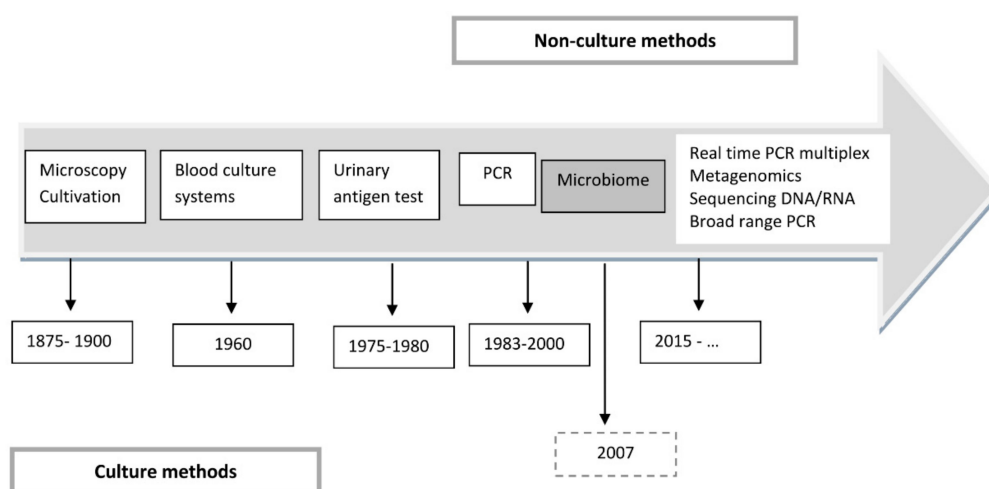 Non-culture methods
Microscopy
Cultivation
Blood culture
systems
Urinary
antigen test
PCR
Microbiome
Real time PCR multiplex
Metagenomics
Sequencing DNA/RNA
Broad range PCR
1875- 1900
1960
1975-1980
1983-2000
2015 - ...
2007
Culture methods